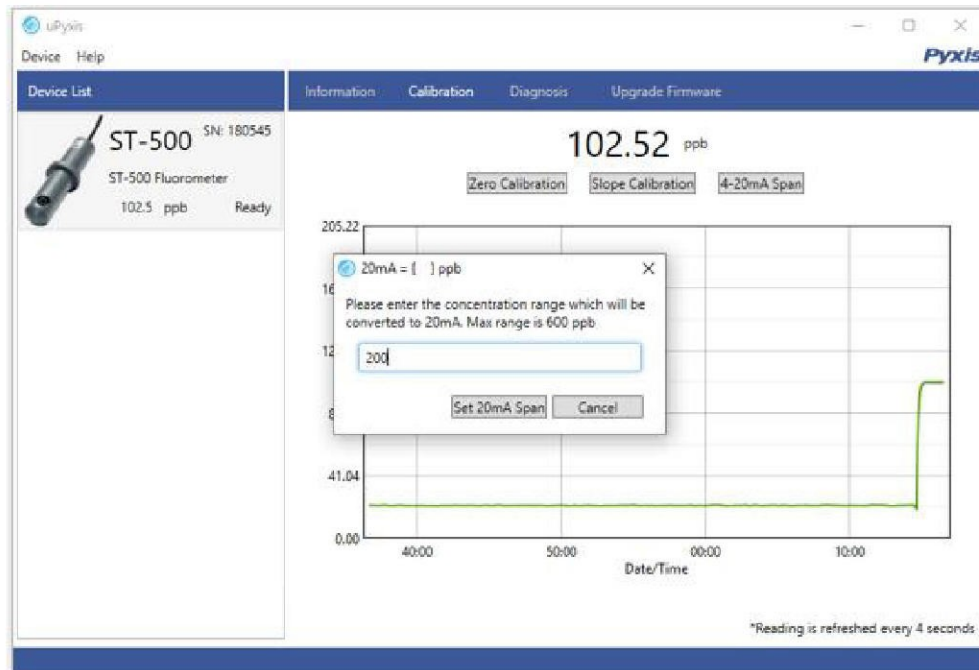 uPyxis
Device Help
Pyxis
Device List
Information Calibration Diagnosis Upgrade Firmware
ST-500 SN: 180545
ST-500 Fluorometer
102.5 ppb Ready
102.52 ppb
Zero Calibration Slope Calibration 4-20mA Span
205.22
20mA = [ ] ppb
Please enter the concentration range which will be
converted to 20mA. Max range is 600 ppb
200
Set 20mA Span Cancel
41.04
0.00
40:00 50:00 00:00 10:00
Date/Time
*Reading is refreshed every 4 seconds